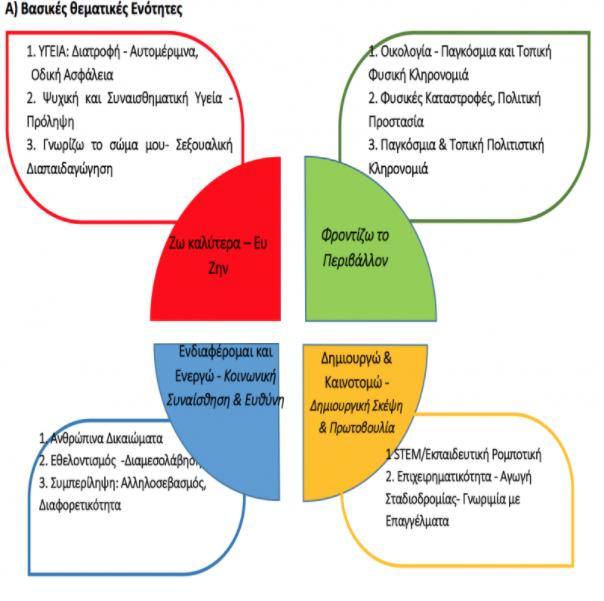 Α) Βασικές θεματικές Ενότητες
1. ΥΓΕΙΑ: Διατροφή - Αυτομέριμνα,
Οδική Ασφάλεια
2. Ψυχική και Συναισθηματική Υγεία -
Πρόληψη
3. Γνωρίζω το σώμα μου- Σεξουαλική
Διαπαιδαγώγηση
1. Οικολογία - Παγκόσμια και Τοπική
Φυσική Κληρονομιά
2. Φυσικές Καταστροφές, Πολιτική
Προστασία
3. Παγκόσμια & Τοπική Πολιτιστική
Κληρονομιά
Ζω καλύτερα – Ευ
Ζην
Φροντίζω το
Περιβάλλον
Ενδιαφέρομαι και
Ενεργώ - Κοινωνική
Συναίσθηση & Ευθύνη
Δημιουργώ &
Καινοτομώ -
Δημιουργική Σκέψη
& Πρωτοβουλία
1. Ανθρώπινα Δικαιώματα
2. Εθελοντισμός -Διαμεσολάβηση,
3. Συμπερίληψη: Αλληλοσεβασμός,
Διαφορετικότητα
1 STEM/Εκπαιδευτική Ρομποτική
2. Επιχειρηματικότητα - Αγωγή
Σταδιοδρομίας- Γνωριμία με
Επαγγέλματα